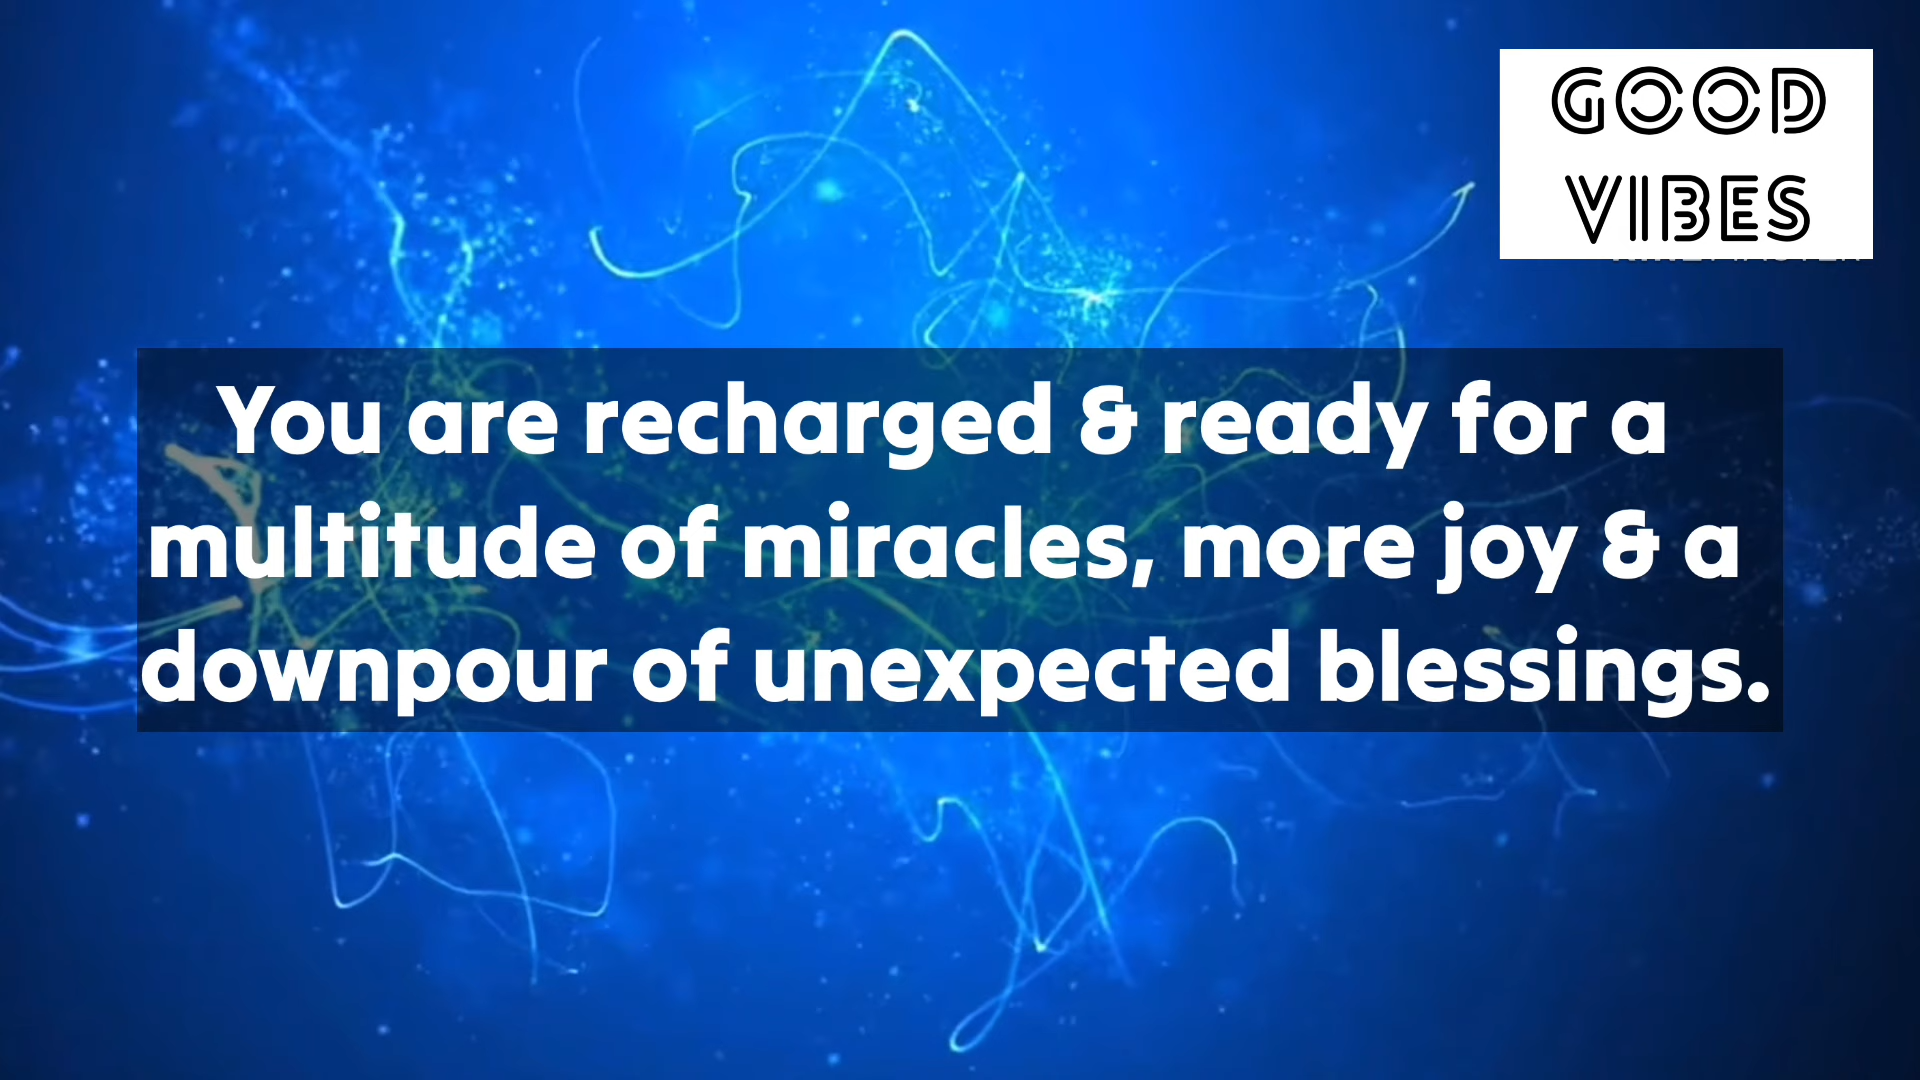 GOOD
VIBES
You are recharged & ready for a
multitude of miracles, more joy & a
downpour of unexpected blessings.